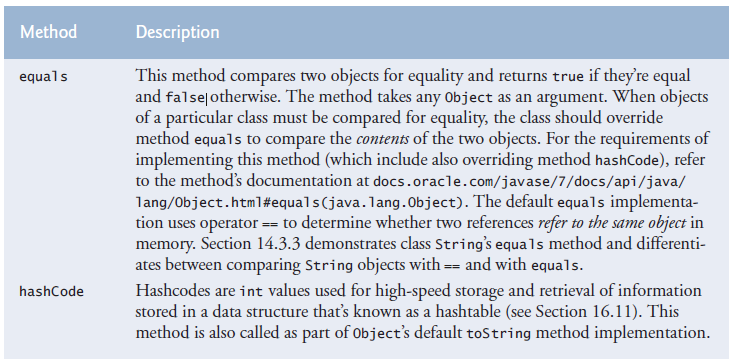 Method Description
equals This method compares two objects for equality and returns true if they're equal
and false|otherwise. The method takes any Object as an argument. When objects
of a particular class must be compared for equality, the class should override
method equals to compare the contents of the two objects. For the requirements of
implementing this method (which include also overriding method hashCode), refer
to the method's documentation at docs.oracle.com/javase/7/docs/api/java/
lang/Object.html#equals(java.lang.Object). The default equals implementa-
tion uses operator == to determine whether two references refer to the same object in
memory. Section 14.3.3 demonstrates class String's equals method and differenti-
ates between comparing String objects with == and with equals.
hashCode Hashcodes are int values used for high-speed storage and retrieval of information
stored in a data structure that's known as a hashtable (see Section 16.11). This
method is also called as part of Object's default toString method implementation.